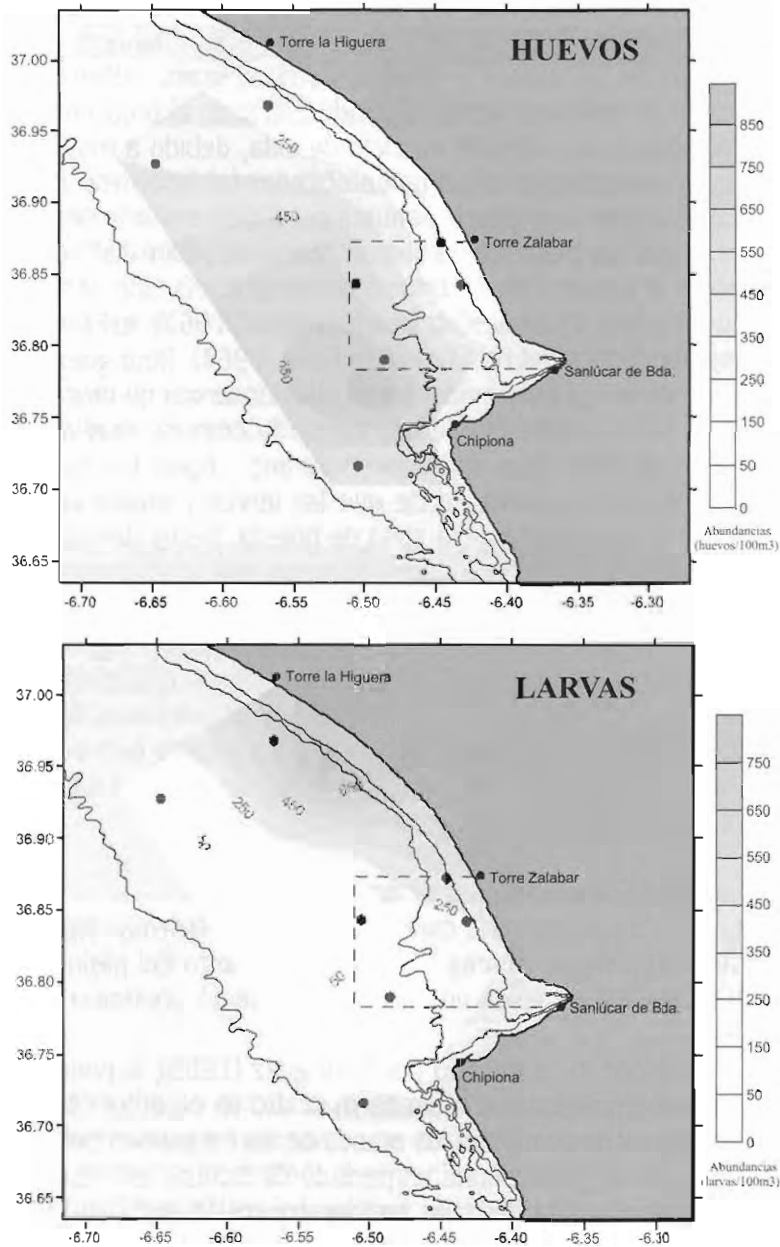 HUEVOS
37.00
Torre la Higuera
36.95
36.90
450
Torre Zalabar
36.85
36.80
Sanlúcar de Bda.
36.75
Chipiona
36.70
36.65
-6.70 -6.65 -6.60 -6.55 -6.50 -6.45 -6.40 -6.35 -6.30
850
750
650
550
450
350
250
150
50
0
Abundancias
(huevos/100m3)
LARVAS
37.00
Torre la Higuera
36.95
250
450
36.90
Torre Zalabar
36.85
250
36.80
Sanlúcar de Bda.
36.75
Chipiona
36.70
36.65
-6.70 -6.65 -6.60 -6.55 -6.50 -6.45 -6.40 -6.35 -6.30
750
650
550
450
350
250
150
50
0
Abundancias
(larvas/100m3)